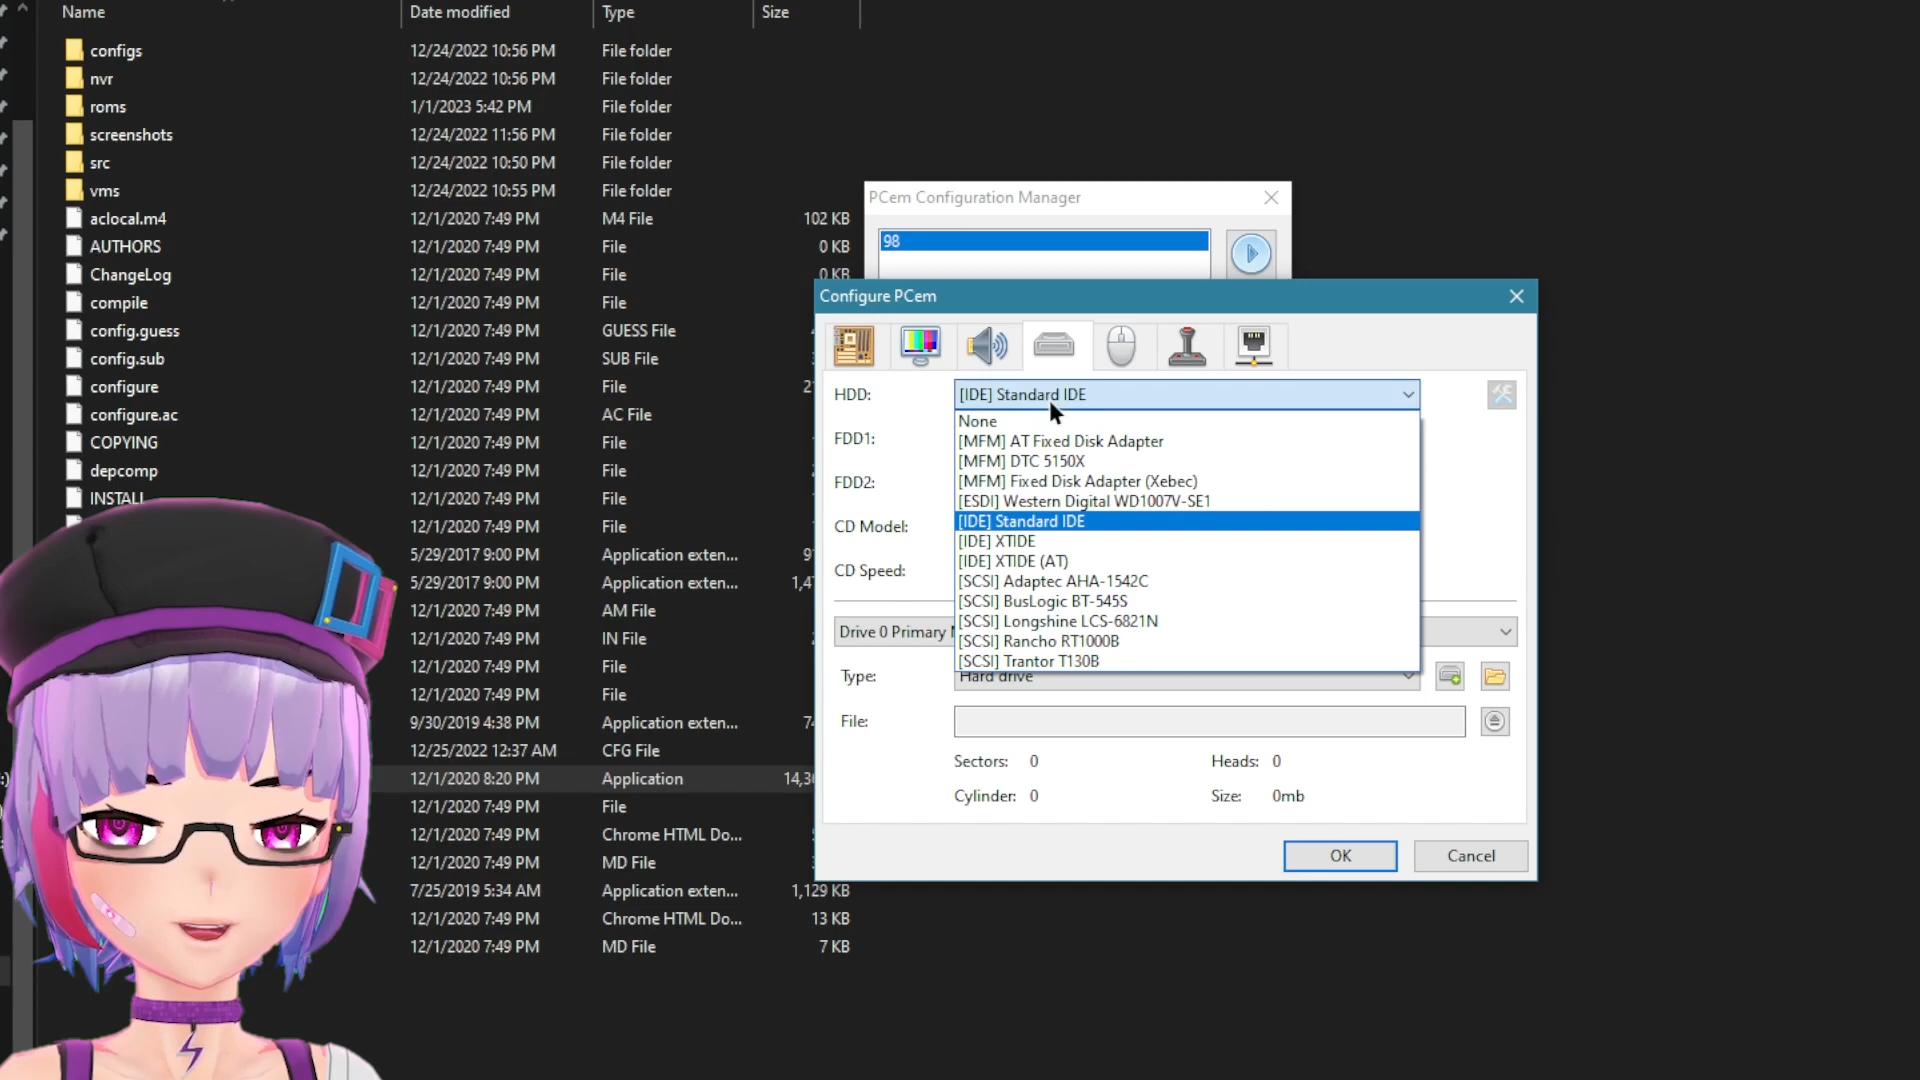 Name Date modified Type Size
configs 12/24/2022 10:56 PM File folder
nvr 12/24/2022 10:56 PM File folder
roms 1/1/2023 5:42 PM File folder
screenshots 12/24/2022 11:56 PM File folder
src 12/24/2022 10:50 PM File folder
vms 12/24/2022 10:55 PM File folder
aclocal.m4 12/1/2020 7:49 PM M4 File 102 KB
AUTHORS 12/1/2020 7:49 PM File 0 KB
ChangeLog 12/1/2020 7:49 PM File 0 KB
compile 12/1/2020 7:49 PM File
config.guess 12/1/2020 7:49 PM GUESS File
config.sub 12/1/2020 7:49 PM SUB File
configure 12/1/2020 7:49 PM File
configure.ac 12/1/2020 7:49 PM AC File
COPYING 12/1/2020 7:49 PM File
depcomp 12/1/2020 7:49 PM File
INSTALL 12/1/2020 7:49 PM File
12/1/2020 7:49 PM File
5/29/2017 9:00 PM Application exten...
5/29/2017 9:00 PM Application exten...
12/1/2020 7:49 PM AM File
12/1/2020 7:49 PM IN File
12/1/2020 7:49 PM File
12/1/2020 7:49 PM File
9/30/2019 4:38 PM Application exten...
12/25/2022 12:37 AM CFG File
12/1/2020 8:20 PM Application
12/1/2020 7:49 PM File
12/1/2020 7:49 PM Chrome HTML Do...
12/1/2020 7:49 PM MD File
7/25/2019 5:34 AM Application exten... 1,129 KB
12/1/2020 7:49 PM Chrome HTML Do... 13 KB
12/1/2020 7:49 PM MD File 7 KB
PCem Configuration Manager
98
Configure PCem
HDD: [IDE] Standard IDE
None
[MFM] AT Fixed Disk Adapter
[MFM] DTC 5150X
[MFM] Fixed Disk Adapter (Xebec)
[ESDI] Western Digital WD1007V-SE1
[IDE] Standard IDE
[IDE] XTIDE
[IDE] XTIDE (AT)
[SCSI] Adaptec AHA-1542C
[SCSI] BusLogic BT-545S
[SCSI] Longshine LCS-6821N
[SCSI] Rancho RT1000B
[SCSI] Trantor T130B
FDD1:
FDD2:
CD Model:
CD Speed:
Drive 0 Primary
Type: Hard drive
File:
Sectors: 0 Heads: 0
Cylinder: 0 Size: 0mb
OK Cancel